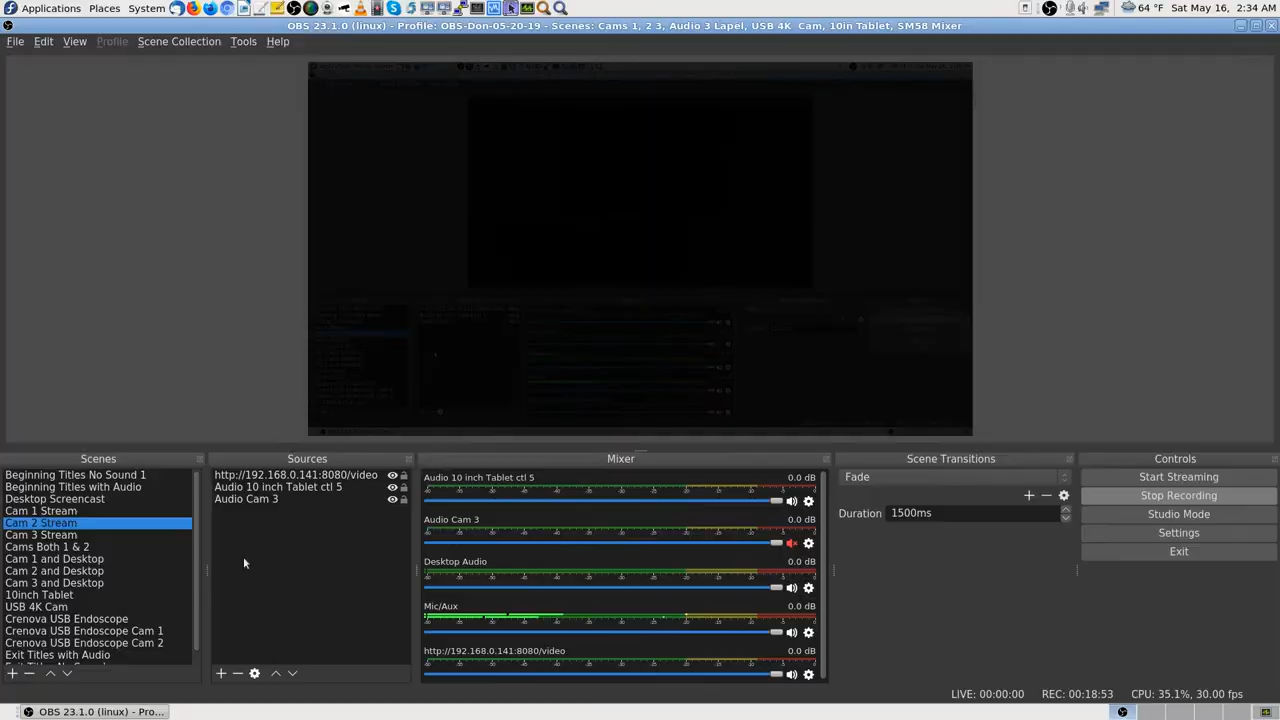 Applications Places System 64 °F Sat May 16, 2:34 AM
OBS 23.1.0 (linux) - Profile: OBS-Don-05-20-19 - Scenes: Cams 1, 2 3, Audio 3 Lapel, USB 4K Cam, 10in Tablet, SM58 Mixer
File Edit View Profile Scene Collection Tools Help
Scenes
Beginning Titles No Sound 1
Beginning Titles with Audio
Desktop Screencast
Cam 1 Stream
Cam 2 Stream
Cam 3 Stream
Cams Both 1 & 2
Cam 1 and Desktop
Cam 2 and Desktop
Cam 3 and Desktop
10inch Tablet
USB 4K Cam
Crenova USB Endoscope
Crenova USB Endoscope Cam 1
Crenova USB Endoscope Cam 2
Exit Titles with Audio
Sources
http://192.168.0.141:8080/video
Audio 10 inch Tablet ctl 5
Audio Cam 3
Mixer
Audio 10 inch Tablet ctl 5 0.0 dB
Audio Cam 3 0.0 dB
Desktop Audio 0.0 dB
Mic/Aux 0.0 dB
http://192.168.0.141:8080/video 0.0 dB
Scene Transitions
Fade
Duration 1500ms
Controls
Start Streaming
Stop Recording
Studio Mode
Settings
Exit
LIVE: 00:00:00 REC: 00:18:53 CPU: 35.1%, 30.00 fps
OBS 23.1.0 (linux) - Pro...